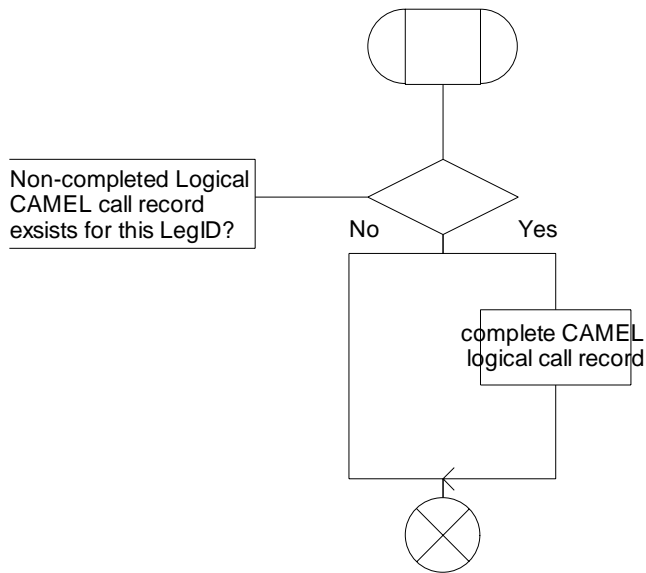 Non-completed Logical
CAMEL call record
exsists for this LegID?
No
Yes
complete CAMEL
logical call record